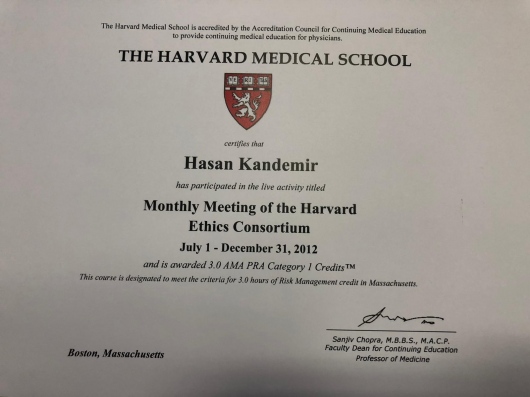 The Harvard Medical School is accredited by the Accreditation Council for Continuing Medical Education
to provide continuing medical education for physicians.
THE HARVARD MEDICAL SCHOOL
certifies that
Hasan Kandemir
has participated in the live activity titled
Monthly Meeting of the Harvard
Ethics Consortium
July 1 - December 31, 2012
and is awarded 3.0 AMA PRA Category 1 Credits™
This course is designated to meet the criteria for 3.0 hours of Risk Management credit in Massachusetts.
Sanjiv Chopra, M.B.B.S., M.A.C.P.
Faculty Dean for Continuing Education
Professor of Medicine
Boston, Massachusetts